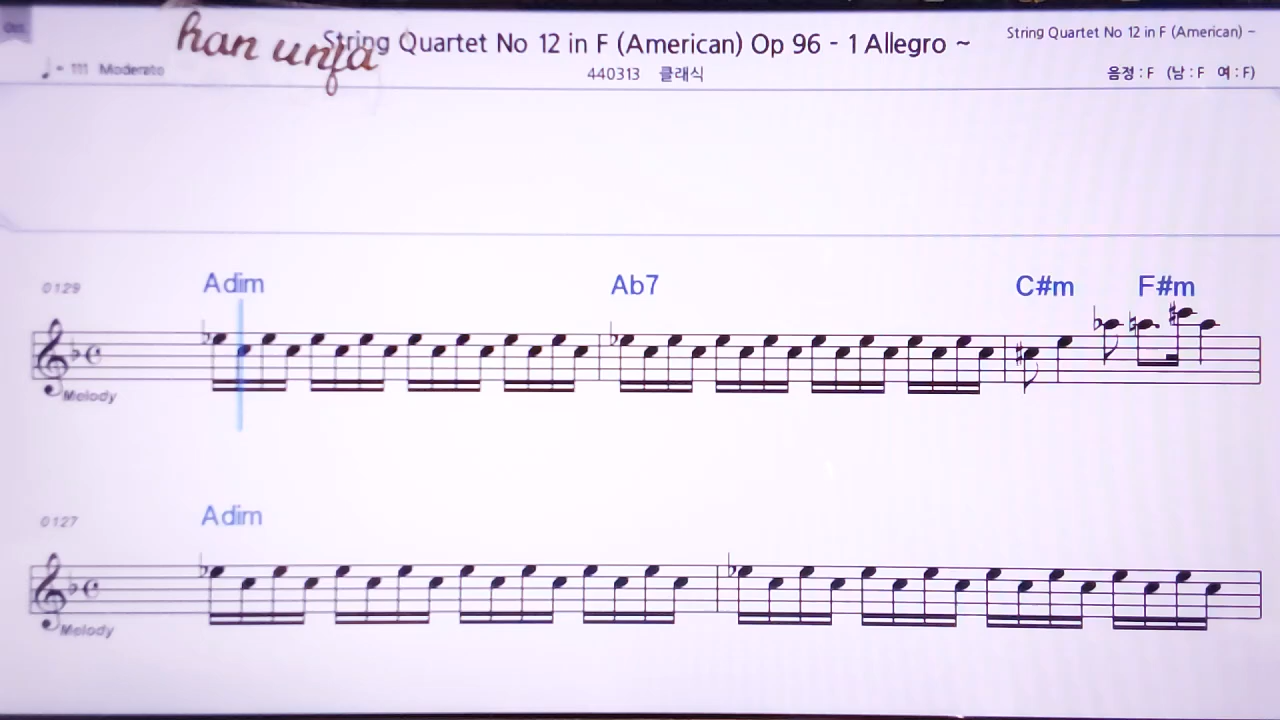 han unfa
String Quartet No 12 in F (American) Op 96 - 1 Allegro ~
String Quartet No 12 in F (American) ~
♩ = 111 Moderato
440313 클래식
음정 : F (남 : F 여 : F)
0129
Adim Ab7 C#m F#m
Melody
0127
Adim
Melody